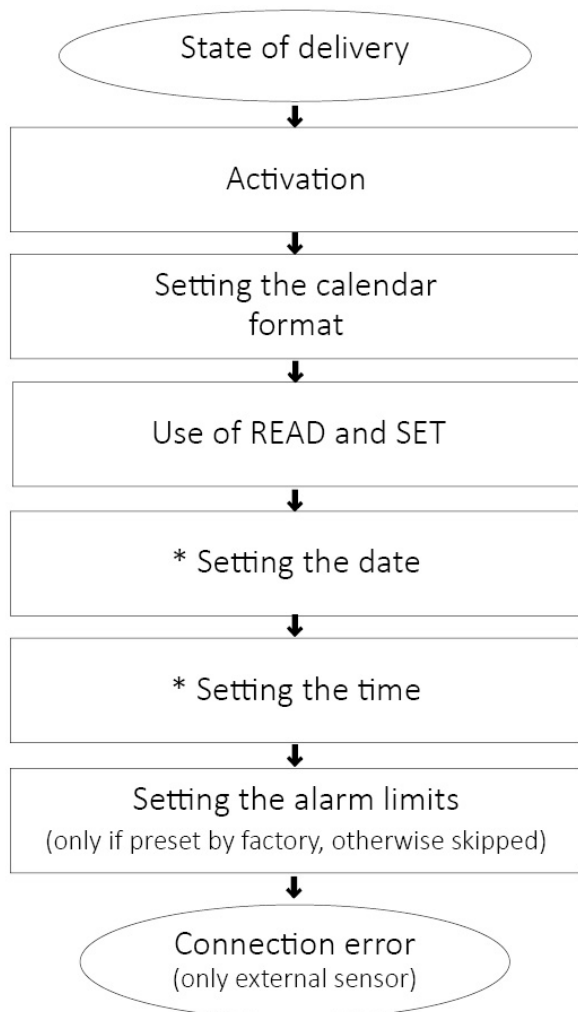 State of delivery
Activation
Setting the calendar
format
Use of READ and SET
* Setting the date
* Setting the time
Setting the alarm limits
(only if preset by factory, otherwise skipped)
Connection error
(only external sensor)